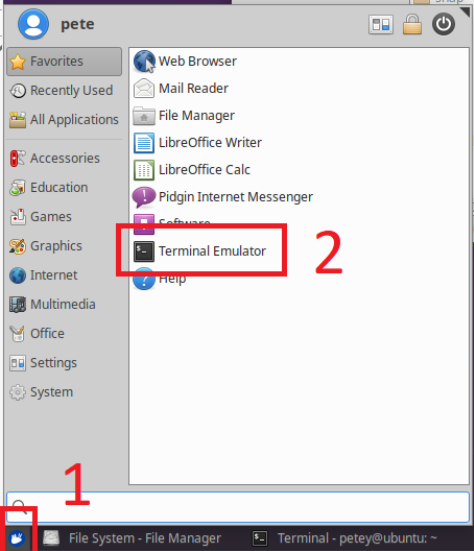 Snap
pete
Favorites
Recently Used
All Applications
Accessories
Education
Games
Graphics
Internet
Multimedia
Office
Settings
System
Web Browser
Mail Reader
File Manager
LibreOffice Writer
LibreOffice Calc
Pidgin Internet Messenger
Software
Terminal Emulator
Help
2
1
File System - File Manager
Terminal - petey@ubuntu: ~